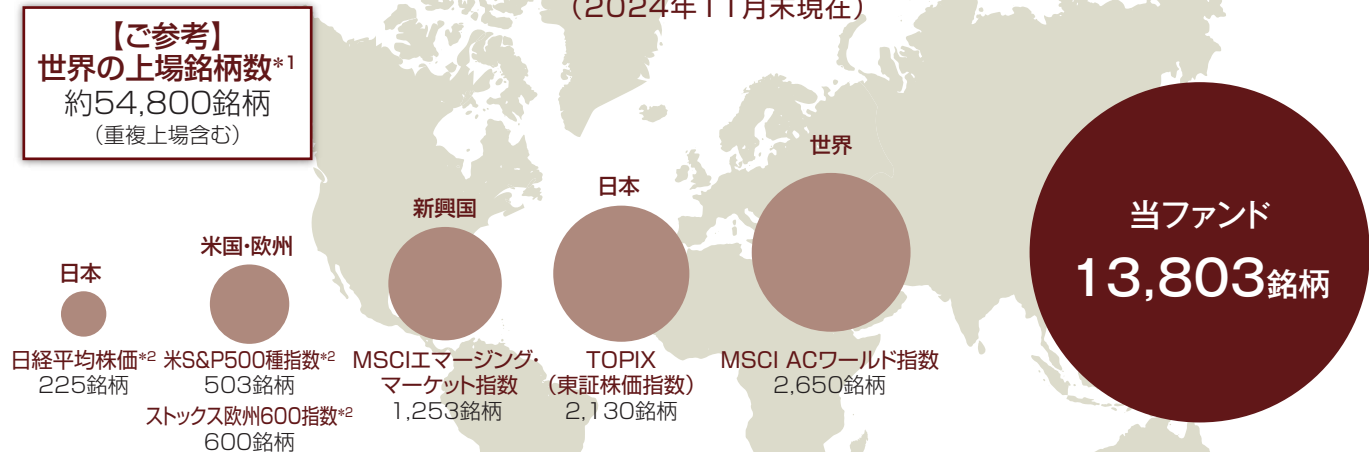 (2024年11月末現在)
【ご参考】
世界の上場銘柄数*1
約54,800銘柄
(重複上場含む)
日本
日経平均株価*2
225銘柄
米国・欧州
米S&P500種指数*2
503銘柄
ストックス欧州600指数*2
600銘柄
新興国
MSCIエマージング・
マーケット指数
1,253銘柄
日本
TOPIX
(東証株価指数)
2,130銘柄
世界
MSCI ACワールド指数
2,650銘柄
当ファンド
13,803銘柄